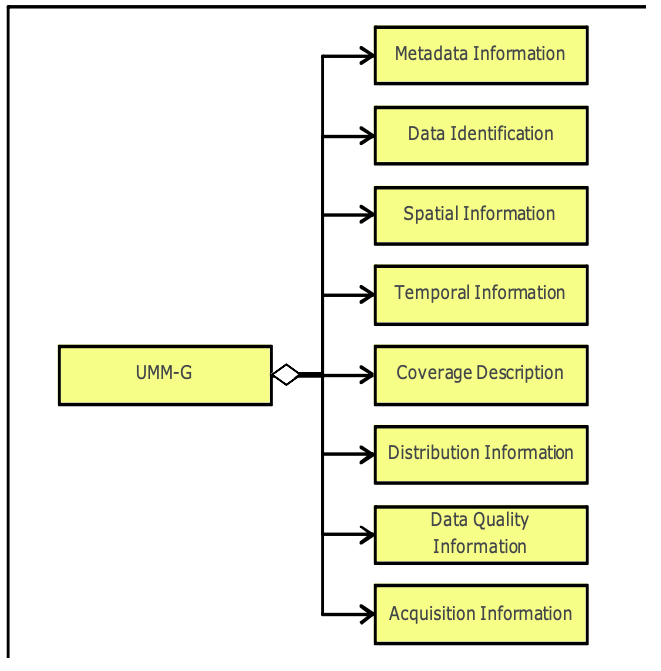 Metadata Information
Data Identification
Spatial Information
Temporal Information
UMM-G
Coverage Description
Distribution Information
Data Quality
Information
Acquisition Information